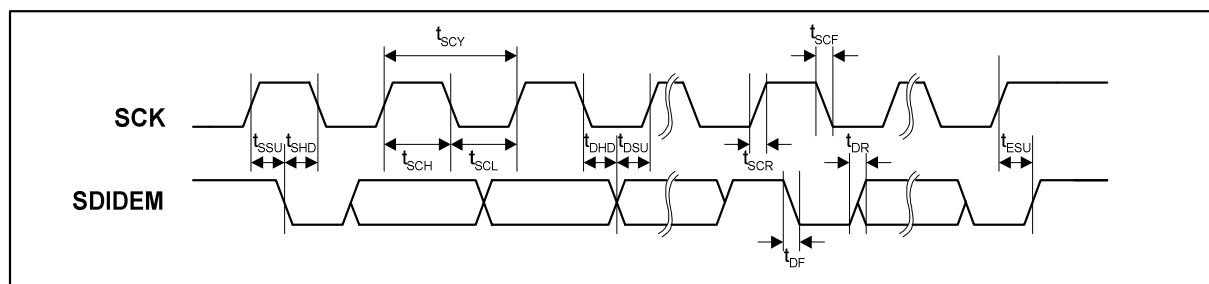 tSCY
tSCF
SCK
tSSU tSHD
tSCH tSCL
tDHD tDSU
tSCR
tDR
tESU
SDIDEM
tDF